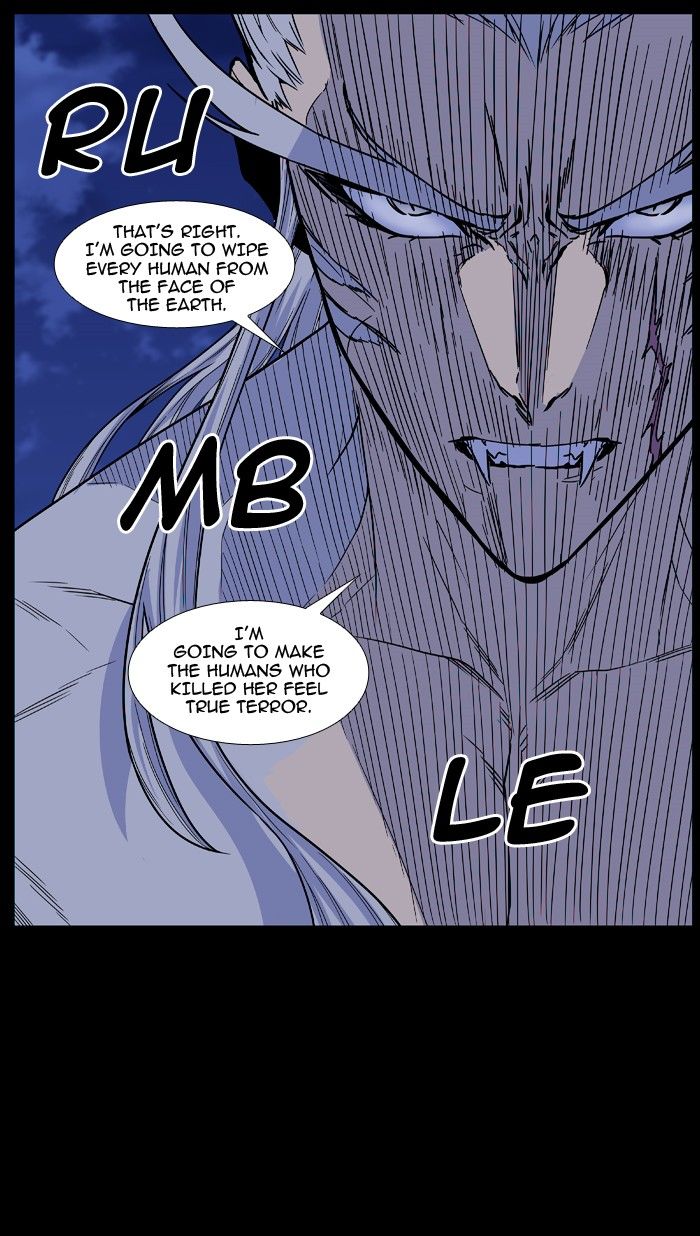 RU
THAT'S RIGHT.
I'M GOING TO WIPE
EVERY HUMAN FROM
THE FACE OF
THE EARTH.
MB
I'M
GOING TO MAKE
THE HUMANS WHO
KILLED HER FEEL
TRUE TERROR.
LE